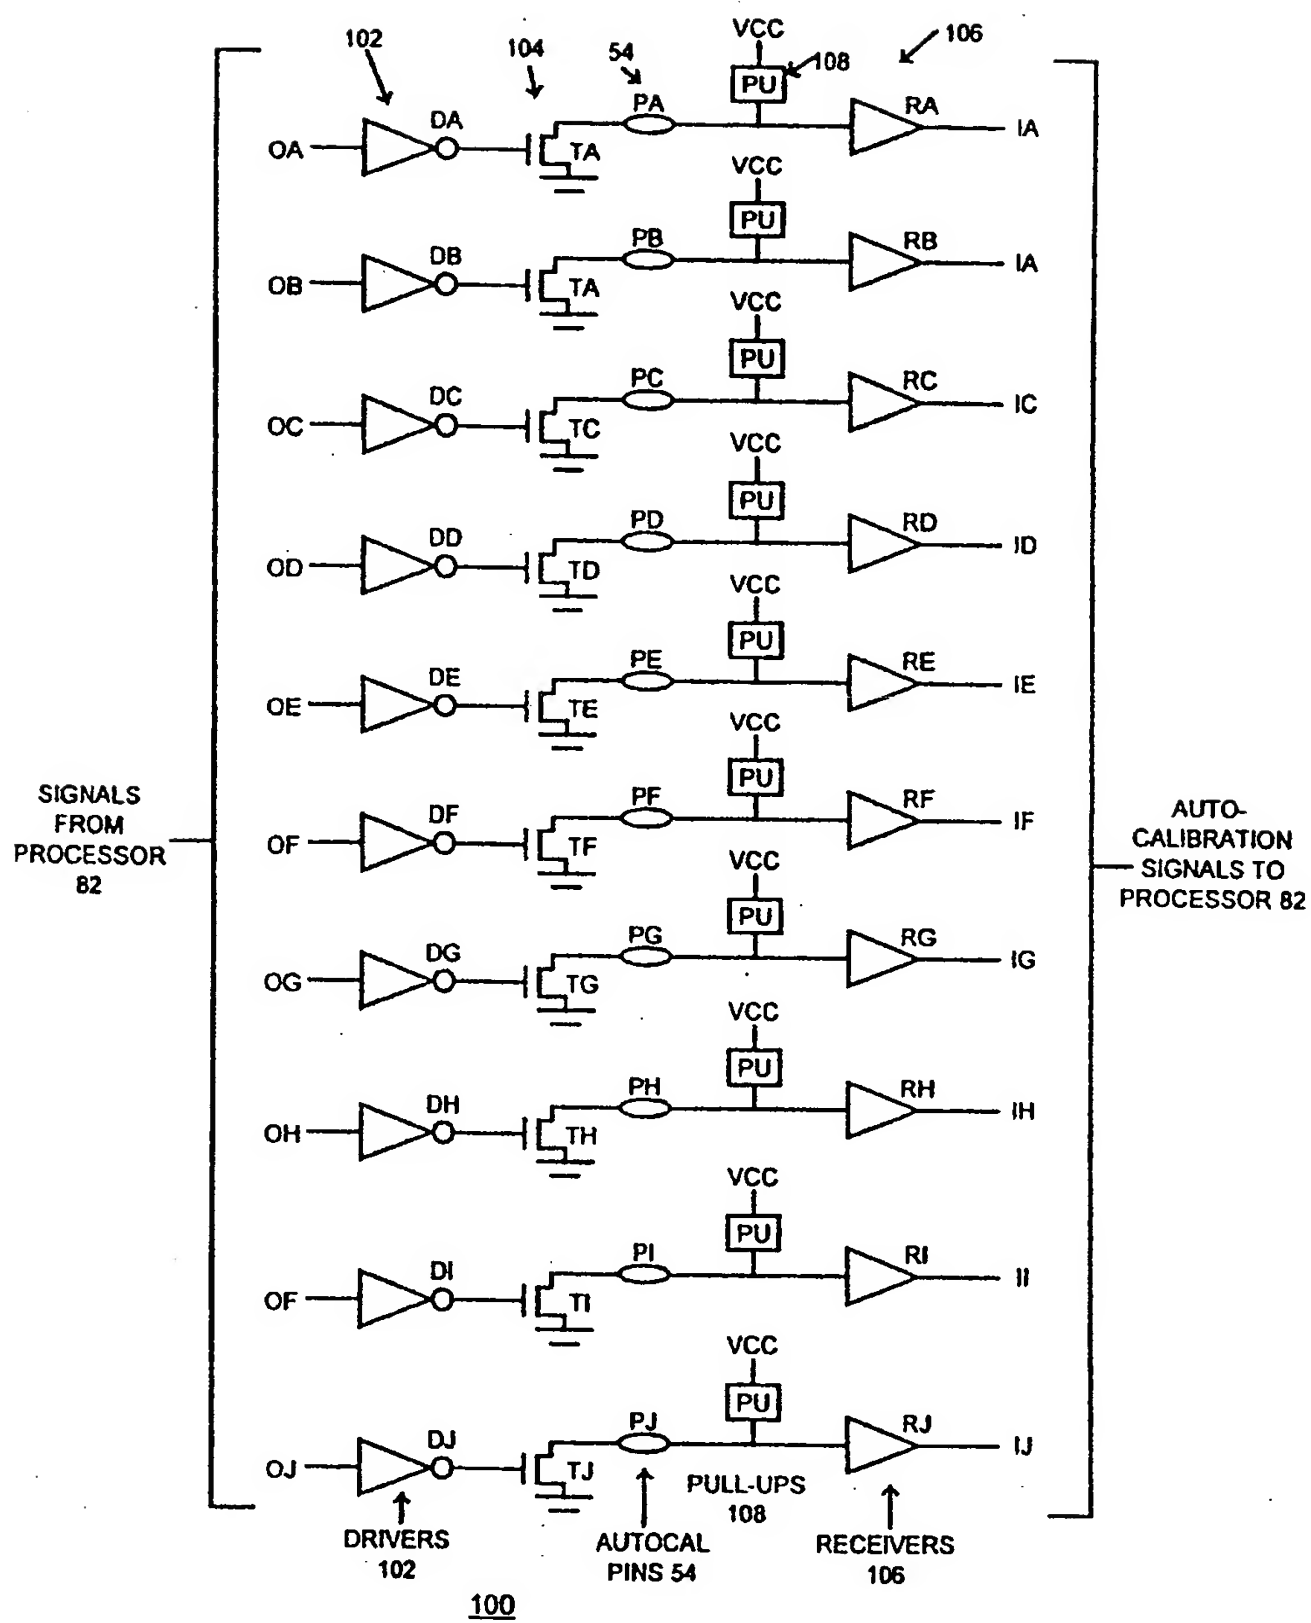 VCC
102
104
54
108
106
PU
DA
PA
RA
OA
TA
IA
VCC
PU
DB
PB
RB
OB
TA
IA
VCC
PU
DC
PC
RC
OC
TC
IC
VCC
PU
DD
PD
RD
OD
TD
ID
VCC
PU
DE
PE
RE
OE
TE
IE
VCC
PU
DF
PF
RF
OF
TF
IF
VCC
PU
DG
PG
RG
OG
TG
IG
VCC
PU
DH
PH
RH
OH
TH
IH
VCC
PU
DI
PI
RI
OF
TI
II
VCC
PU
DJ
PJ
RJ
OJ
TJ
IJ
SIGNALS
FROM
PROCESSOR
82
AUTO-
CALIBRATION
SIGNALS TO
PROCESSOR 82
DRIVERS
102
AUTOCAL
PINS 54
PULL-UPS
108
RECEIVERS
106
100